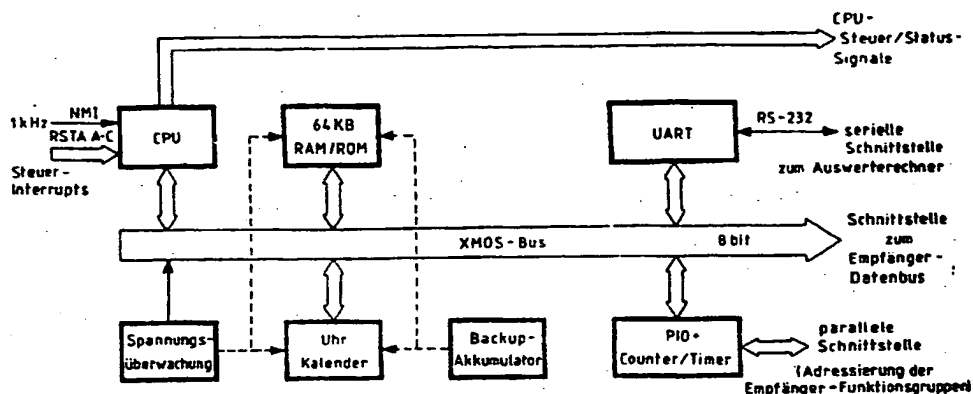 CPU-
Steuer/Status-
Signale
1kHz
NMI
RSTA A-C
Steuer-
Interrupts
CPU
64KB
RAM/ROM
UART
RS-232
serielle
Schnittstelle
zum Auswerterechner
XMOS-Bus
8bit
Schnittstelle
zum
Empfänger-
Datenbus
Spannungs-
überwachung
Uhr
Kalender
Backup-
Akkumulator
PIO+
Counter/Timer
parallele
Schnittstelle
(Adressierung der
Empfänger-Funktionsgruppen)